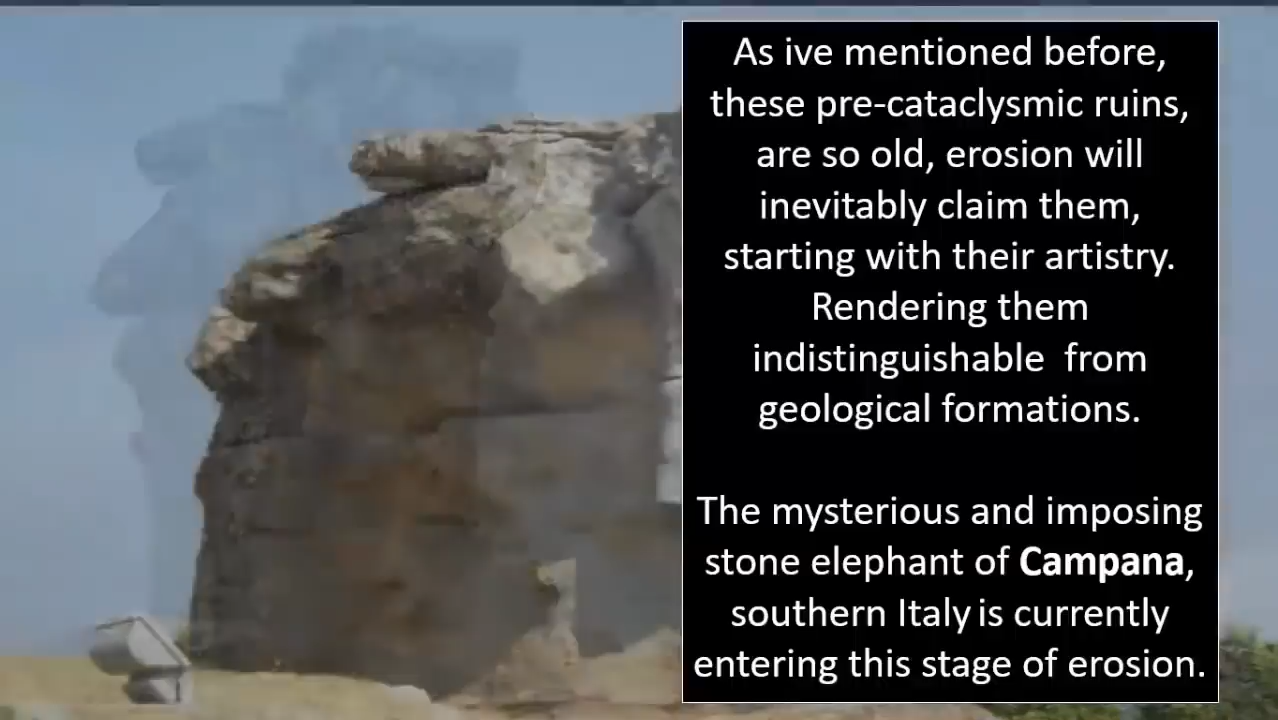 As ive mentioned before,
these pre-cataclysmic ruins,
are so old, erosion will
inevitably claim them,
starting with their artistry.
Rendering them
indistinguishable  from
geological formations.
The mysterious and imposing
stone elephant of Campana,
southern Italy is currently
entering this stage of erosion.